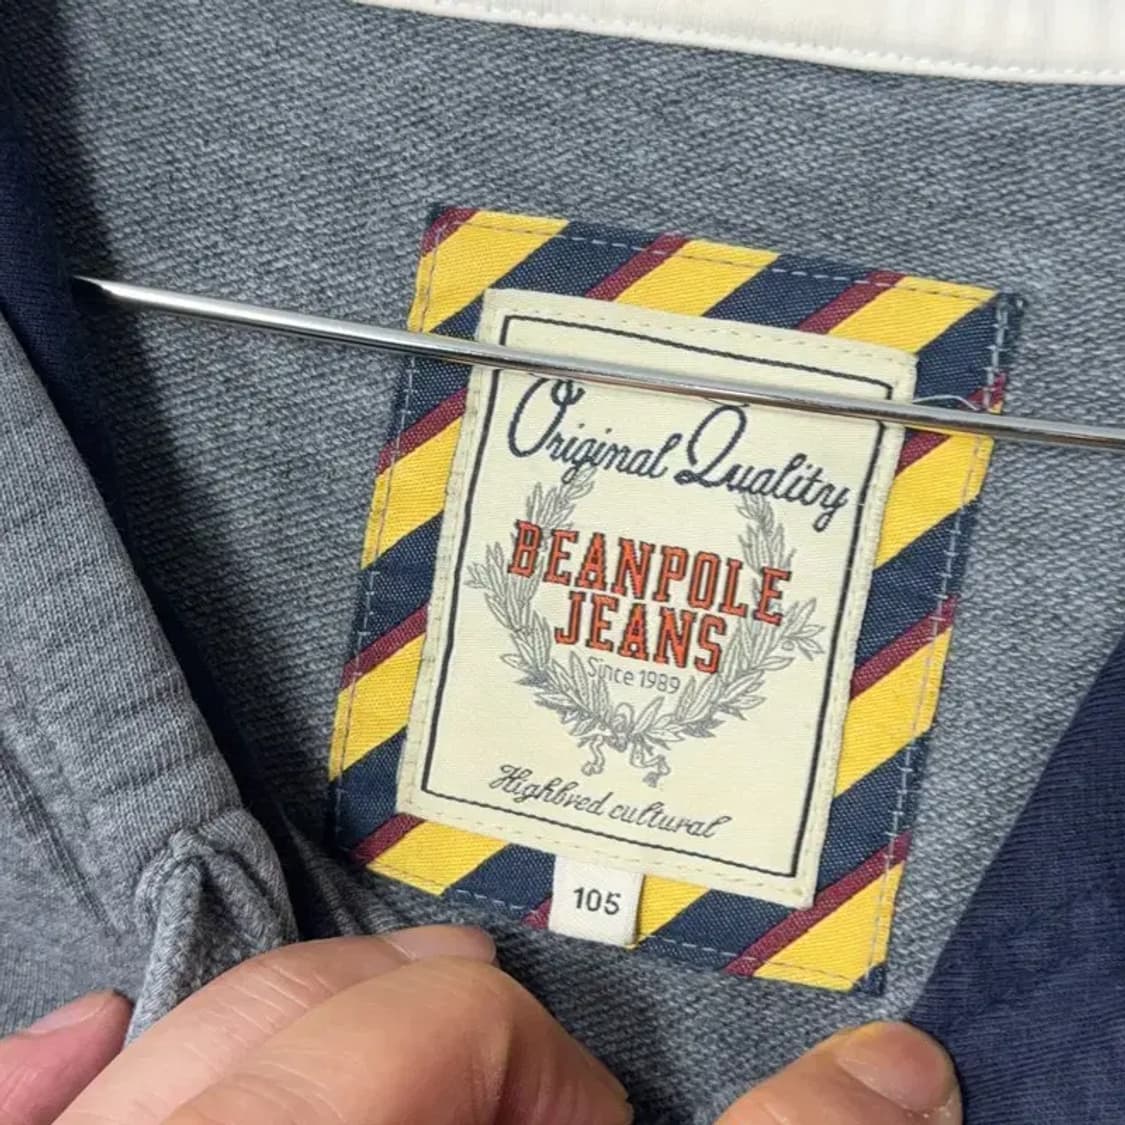 Original Quality
BEANPOLE
JEANS
Since 1989
Highbred cultural
105